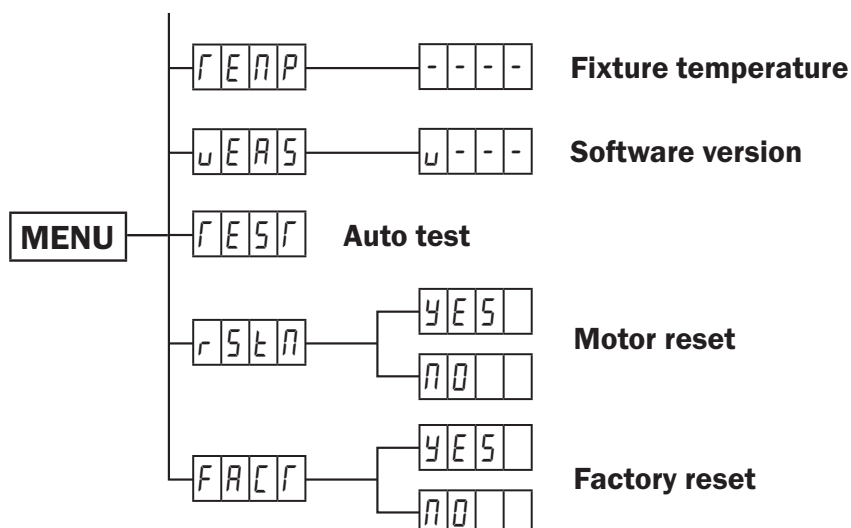 TEMP - - - - Fixture temperature
vEAS v - - - Software version
MENU TEST Auto test
rStM YES Motor reset
NO
FACT YES Factory reset
NO